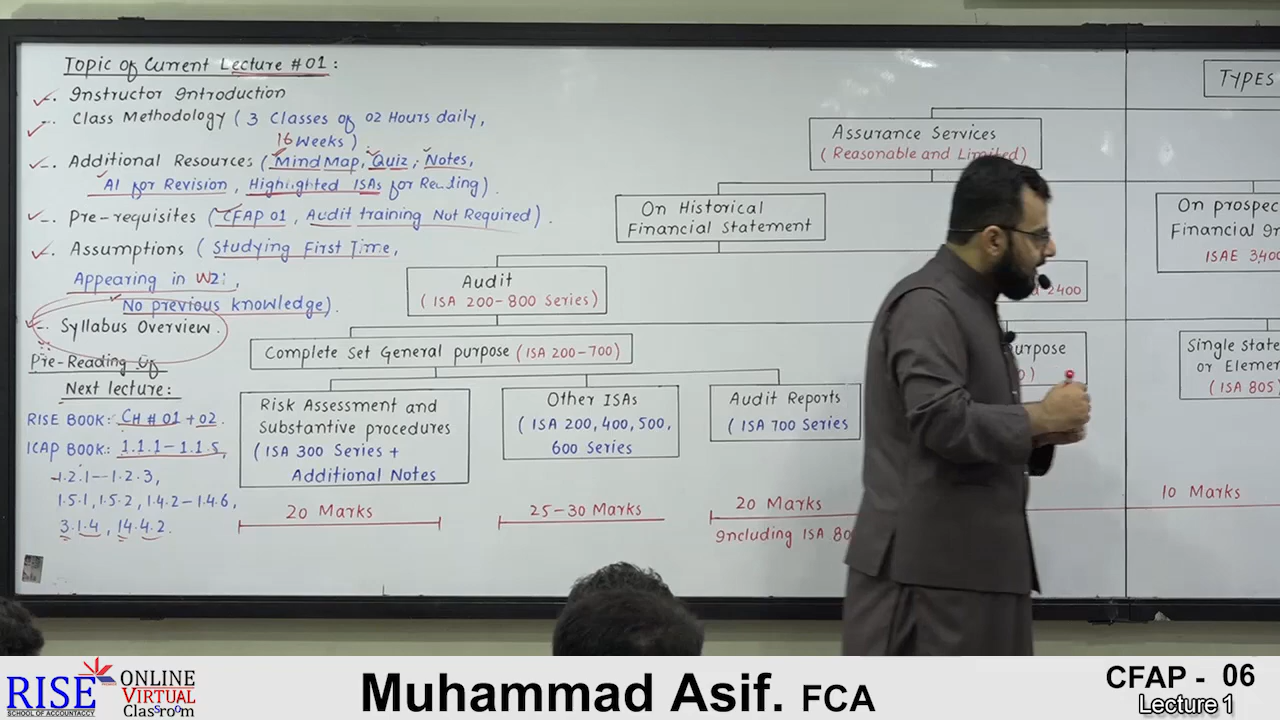 Topic of Current Lecture # 01 :
-. Instructor Introduction
-. Class Methodology ( 3 Classes of 02 Hours daily,
16 Weeks )
-. Additional Resources ( Mind Map, Quiz, Notes,
AI for Revision, Highlighted ISAs for Reading).
-. Pre-requisites ( CFAP 01, Audit training Not Required ).
-. Assumptions ( Studying First Time,
Appearing in W2
No previous knowledge).
-. Syllabus Overview.
Pre-Reading of
Next lecture:
RISE BOOK: CH # 01 + 02.
ICAP BOOK: 1.1.1 - 1.1.5,
1.2.1 - 1.2.3,
1.5.1, 1.5.2, 1.4.2 - 1.4.6,
3.1.4, 14.4.2.
TYPES
Assurance Services
( Reasonable and Limited)
On Historical
Financial Statement
On
Financial
ISAE 3400
Audit
( ISA 200 - 800 Series)
2400
Complete Set General purpose ( ISA 200 - 700)
Single
or
( ISA 805)
Risk Assessment and
Substantive procedures
( ISA 300 Series +
Additional Notes
Other ISAs
( ISA 200, 400, 500,
600 Series
Audit Reports
( ISA 700 Series
20 Marks
25 - 30 Marks
20 Marks
Including ISA
10 Marks
RISE
SCHOOL OF ACCOUNTANCY
ONLINE
VIRTUAL
Classroom
Muhammad Asif. FCA
CFAP - 06
Lecture 1